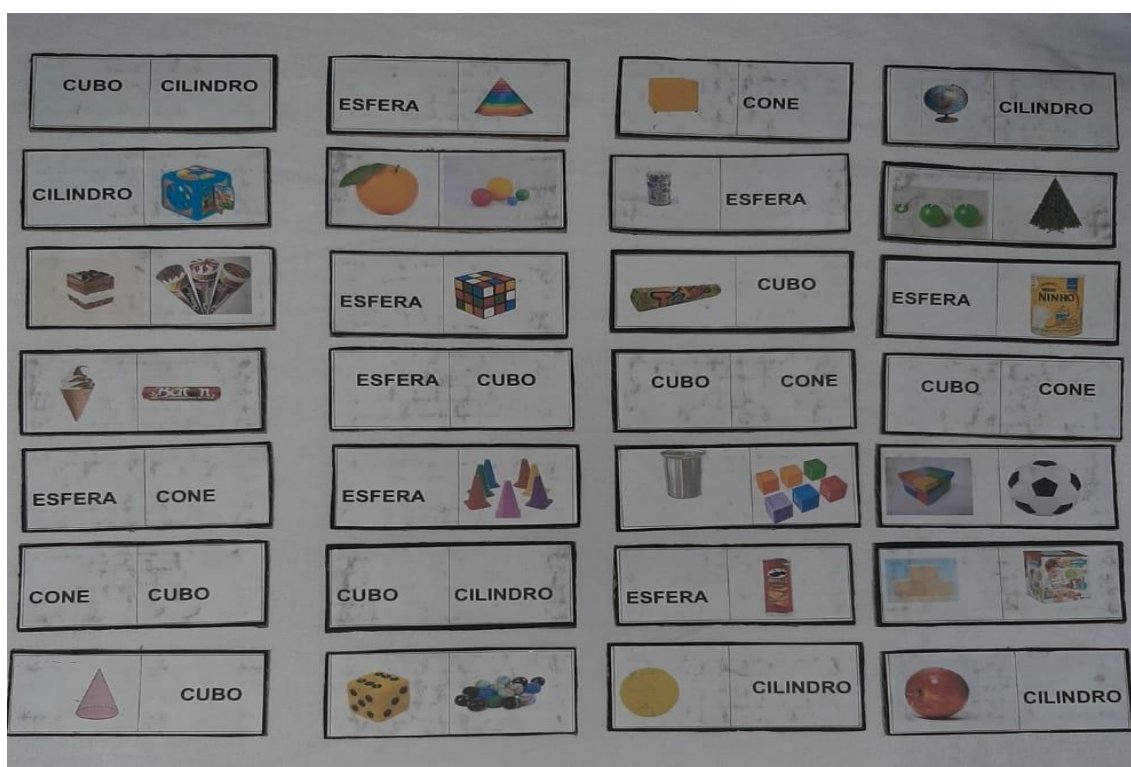 CUBO CILINDRO
ESFERA
CONE
CILINDRO
CILINDRO
ESFERA
ESFERA
CUBO
ESFERA
NINHO
ESFERA CUBO
CUBO CONE
CUBO CONE
ESFERA CONE
ESFERA
CONE CUBO
CUBO CILINDRO
ESFERA
CUBO
CILINDRO
CILINDRO